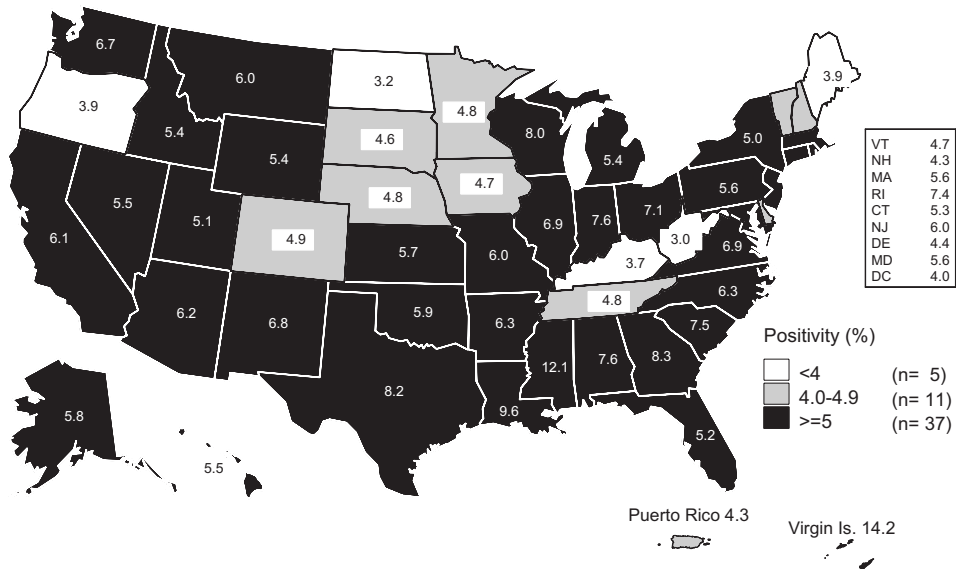 6.7
6.0
3.2
3.9
3.9
4.8
8.0
5.4
4.6
5.0
5.4
5.4
VT 4.7
NH 4.3
MA 5.6
RI 7.4
CT 5.3
NJ 6.0
DE 4.4
MD 5.6
DC 4.0
4.7
5.6
4.8
5.5
5.1
7.1
7.6
6.9
6.1
4.9
3.0
6.9
5.7
6.0
3.7
6.3
4.8
6.2
6.8
5.9
6.3
7.5
Positivity (%)
<4 (n= 5)
4.0-4.9 (n= 11)
>=5 (n= 37)
12.1
7.6
8.3
8.2
9.6
5.8
5.2
5.5
Puerto Rico 4.3
Virgin Is. 14.2